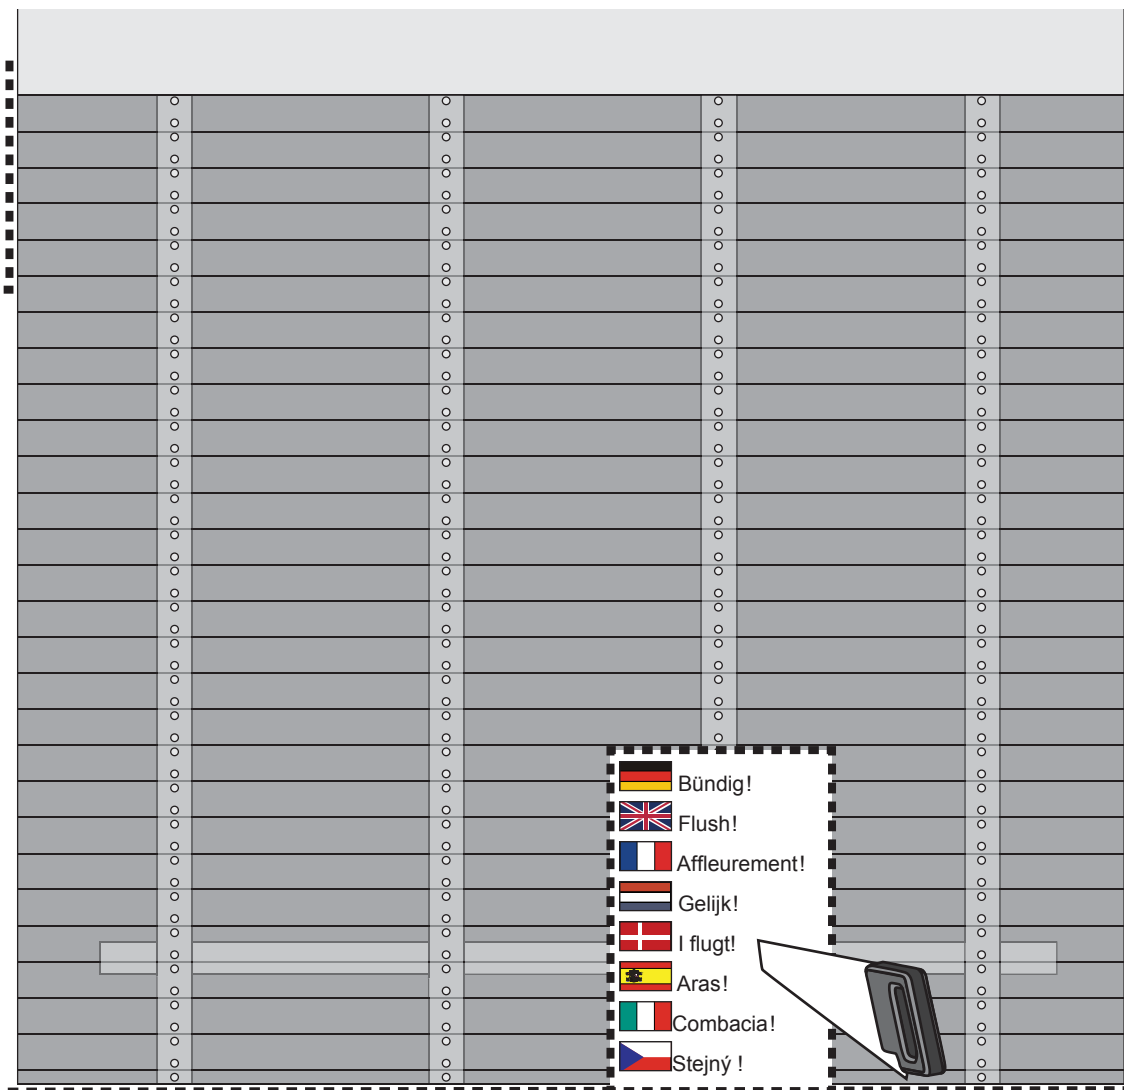 Bündig!
Flush!
Affleurement!
Gelijk!
I flugt!
Aras!
Combacia!
Stejný !